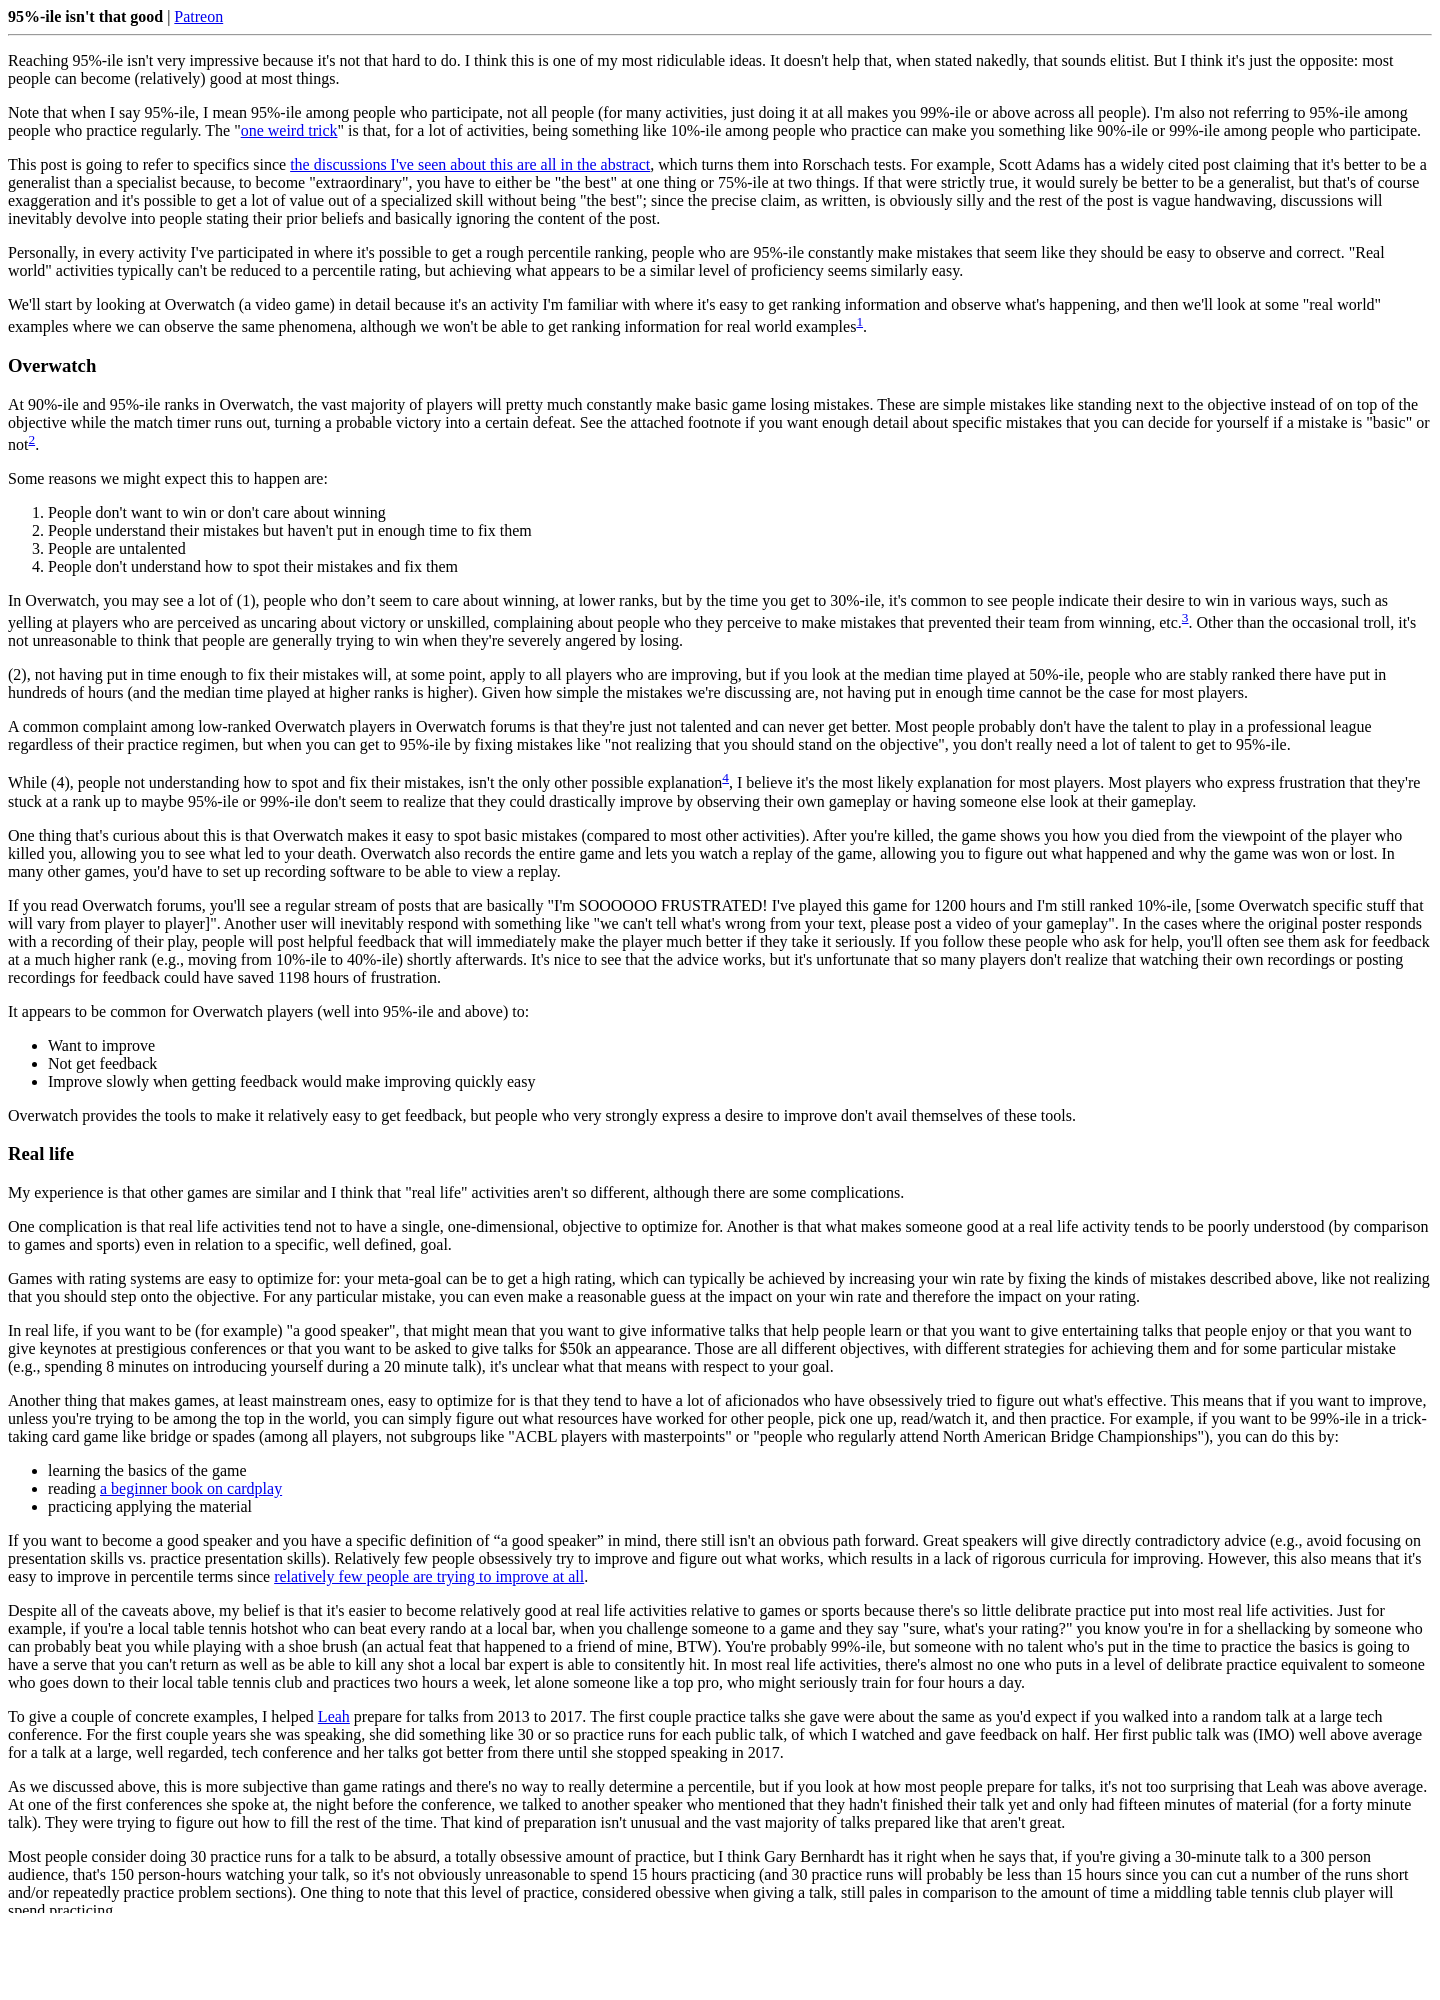 95%-ile isn't that good | Patreon
Reaching 95%-ile isn't very impressive because it's not that hard to do. I think this is one of my most ridiculable ideas. It doesn't help that, when stated nakedly, that sounds elitist. But I think it's just the opposite: most
people can become (relatively) good at most things.
Note that when I say 95%-ile, I mean 95%-ile among people who participate, not all people (for many activities, just doing it at all makes you 99%-ile or above across all people). I'm also not referring to 95%-ile among
people who practice regularly. The "one weird trick" is that, for a lot of activities, being something like 10%-ile among people who practice can make you something like 90%-ile or 99%-ile among people who participate.
This post is going to refer to specifics since the discussions I've seen about this are all in the abstract, which turns them into Rorschach tests. For example, Scott Adams has a widely cited post claiming that it's better to be a
generalist than a specialist because, to become "extraordinary", you have to either be "the best" at one thing or 75%-ile at two things. If that were strictly true, it would surely be better to be a generalist, but that's of course
exaggeration and it's possible to get a lot of value out of a specialized skill without being "the best"; since the precise claim, as written, is obviously silly and the rest of the post is vague handwaving, discussions will
inevitably devolve into people stating their prior beliefs and basically ignoring the content of the post.
Personally, in every activity I've participated in where it's possible to get a rough percentile ranking, people who are 95%-ile constantly make mistakes that seem like they should be easy to observe and correct. "Real
world" activities typically can't be reduced to a percentile rating, but achieving what appears to be a similar level of proficiency seems similarly easy.
We'll start by looking at Overwatch (a video game) in detail because it's an activity I'm familiar with where it's easy to get ranking information and observe what's happening, and then we'll look at some "real world"
examples where we can observe the same phenomena, although we won't be able to get ranking information for real world examples1.
Overwatch
At 90%-ile and 95%-ile ranks in Overwatch, the vast majority of players will pretty much constantly make basic game losing mistakes. These are simple mistakes like standing next to the objective instead of on top of the
objective while the match timer runs out, turning a probable victory into a certain defeat. See the attached footnote if you want enough detail about specific mistakes that you can decide for yourself if a mistake is "basic" or
not2.
Some reasons we might expect this to happen are:
1. People don't want to win or don't care about winning
2. People understand their mistakes but haven't put in enough time to fix them
3. People are untalented
4. People don't understand how to spot their mistakes and fix them
In Overwatch, you may see a lot of (1), people who don’t seem to care about winning, at lower ranks, but by the time you get to 30%-ile, it's common to see people indicate their desire to win in various ways, such as
yelling at players who are perceived as uncaring about victory or unskilled, complaining about people who they perceive to make mistakes that prevented their team from winning, etc.3. Other than the occasional troll, it's
not unreasonable to think that people are generally trying to win when they're severely angered by losing.
(2), not having put in time enough to fix their mistakes will, at some point, apply to all players who are improving, but if you look at the median time played at 50%-ile, people who are stably ranked there have put in
hundreds of hours (and the median time played at higher ranks is higher). Given how simple the mistakes we're discussing are, not having put in enough time cannot be the case for most players.
A common complaint among low-ranked Overwatch players in Overwatch forums is that they're just not talented and can never get better. Most people probably don't have the talent to play in a professional league
regardless of their practice regimen, but when you can get to 95%-ile by fixing mistakes like "not realizing that you should stand on the objective", you don't really need a lot of talent to get to 95%-ile.
While (4), people not understanding how to spot and fix their mistakes, isn't the only other possible explanation4, I believe it's the most likely explanation for most players. Most players who express frustration that they're
stuck at a rank up to maybe 95%-ile or 99%-ile don't seem to realize that they could drastically improve by observing their own gameplay or having someone else look at their gameplay.
One thing that's curious about this is that Overwatch makes it easy to spot basic mistakes (compared to most other activities). After you're killed, the game shows you how you died from the viewpoint of the player who
killed you, allowing you to see what led to your death. Overwatch also records the entire game and lets you watch a replay of the game, allowing you to figure out what happened and why the game was won or lost. In
many other games, you'd have to set up recording software to be able to view a replay.
If you read Overwatch forums, you'll see a regular stream of posts that are basically "I'm SOOOOOO FRUSTRATED! I've played this game for 1200 hours and I'm still ranked 10%-ile, [some Overwatch specific stuff that
will vary from player to player]". Another user will inevitably respond with something like "we can't tell what's wrong from your text, please post a video of your gameplay". In the cases where the original poster responds
with a recording of their play, people will post helpful feedback that will immediately make the player much better if they take it seriously. If you follow these people who ask for help, you'll often see them ask for feedback
at a much higher rank (e.g., moving from 10%-ile to 40%-ile) shortly afterwards. It's nice to see that the advice works, but it's unfortunate that so many players don't realize that watching their own recordings or posting
recordings for feedback could have saved 1198 hours of frustration.
It appears to be common for Overwatch players (well into 95%-ile and above) to:
• Want to improve
• Not get feedback
• Improve slowly when getting feedback would make improving quickly easy
Overwatch provides the tools to make it relatively easy to get feedback, but people who very strongly express a desire to improve don't avail themselves of these tools.
Real life
My experience is that other games are similar and I think that "real life" activities aren't so different, although there are some complications.
One complication is that real life activities tend not to have a single, one-dimensional, objective to optimize for. Another is that what makes someone good at a real life activity tends to be poorly understood (by comparison
to games and sports) even in relation to a specific, well defined, goal.
Games with rating systems are easy to optimize for: your meta-goal can be to get a high rating, which can typically be achieved by increasing your win rate by fixing the kinds of mistakes described above, like not realizing
that you should step onto the objective. For any particular mistake, you can even make a reasonable guess at the impact on your win rate and therefore the impact on your rating.
In real life, if you want to be (for example) "a good speaker", that might mean that you want to give informative talks that help people learn or that you want to give entertaining talks that people enjoy or that you want to
give keynotes at prestigious conferences or that you want to be asked to give talks for $50k an appearance. Those are all different objectives, with different strategies for achieving them and for some particular mistake
(e.g., spending 8 minutes on introducing yourself during a 20 minute talk), it's unclear what that means with respect to your goal.
Another thing that makes games, at least mainstream ones, easy to optimize for is that they tend to have a lot of aficionados who have obsessively tried to figure out what's effective. This means that if you want to improve,
unless you're trying to be among the top in the world, you can simply figure out what resources have worked for other people, pick one up, read/watch it, and then practice. For example, if you want to be 99%-ile in a trick-
taking card game like bridge or spades (among all players, not subgroups like "ACBL players with masterpoints" or "people who regularly attend North American Bridge Championships"), you can do this by:
• learning the basics of the game
• reading a beginner book on cardplay
• practicing applying the material
If you want to become a good speaker and you have a specific definition of “a good speaker” in mind, there still isn't an obvious path forward. Great speakers will give directly contradictory advice (e.g., avoid focusing on
presentation skills vs. practice presentation skills). Relatively few people obsessively try to improve and figure out what works, which results in a lack of rigorous curricula for improving. However, this also means that it's
easy to improve in percentile terms since relatively few people are trying to improve at all.
Despite all of the caveats above, my belief is that it's easier to become relatively good at real life activities relative to games or sports because there's so little delibrate practice put into most real life activities. Just for
example, if you're a local table tennis hotshot who can beat every rando at a local bar, when you challenge someone to a game and they say "sure, what's your rating?" you know you're in for a shellacking by someone who
can probably beat you while playing with a shoe brush (an actual feat that happened to a friend of mine, BTW). You're probably 99%-ile, but someone with no talent who's put in the time to practice the basics is going to
have a serve that you can't return as well as be able to kill any shot a local bar expert is able to consitently hit. In most real life activities, there's almost no one who puts in a level of delibrate practice equivalent to someone
who goes down to their local table tennis club and practices two hours a week, let alone someone like a top pro, who might seriously train for four hours a day.
To give a couple of concrete examples, I helped Leah prepare for talks from 2013 to 2017. The first couple practice talks she gave were about the same as you'd expect if you walked into a random talk at a large tech
conference. For the first couple years she was speaking, she did something like 30 or so practice runs for each public talk, of which I watched and gave feedback on half. Her first public talk was (IMO) well above average
for a talk at a large, well regarded, tech conference and her talks got better from there until she stopped speaking in 2017.
As we discussed above, this is more subjective than game ratings and there's no way to really determine a percentile, but if you look at how most people prepare for talks, it's not too surprising that Leah was above average.
At one of the first conferences she spoke at, the night before the conference, we talked to another speaker who mentioned that they hadn't finished their talk yet and only had fifteen minutes of material (for a forty minute
talk). They were trying to figure out how to fill the rest of the time. That kind of preparation isn't unusual and the vast majority of talks prepared like that aren't great.
Most people consider doing 30 practice runs for a talk to be absurd, a totally obsessive amount of practice, but I think Gary Bernhardt has it right when he says that, if you're giving a 30-minute talk to a 300 person
audience, that's 150 person-hours watching your talk, so it's not obviously unreasonable to spend 15 hours practicing (and 30 practice runs will probably be less than 15 hours since you can cut a number of the runs short
and/or repeatedly practice problem sections). One thing to note that this level of practice, considered obessive when giving a talk, still pales in comparison to the amount of time a middling table tennis club player will
spend practicing.